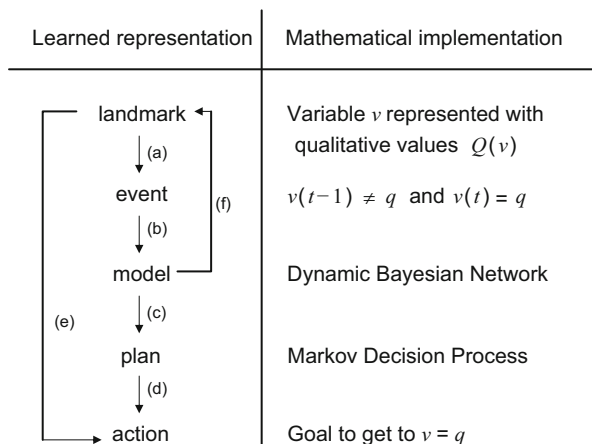 Learned representation Mathematical implementation
landmark Variable v represented with
qualitative values Q(v)
(a)
event v(t−1) ≠ q and v(t) = q
(f)
(b)
model Dynamic Bayesian Network
(c)
(e)
plan Markov Decision Process
(d)
action Goal to get to v = q